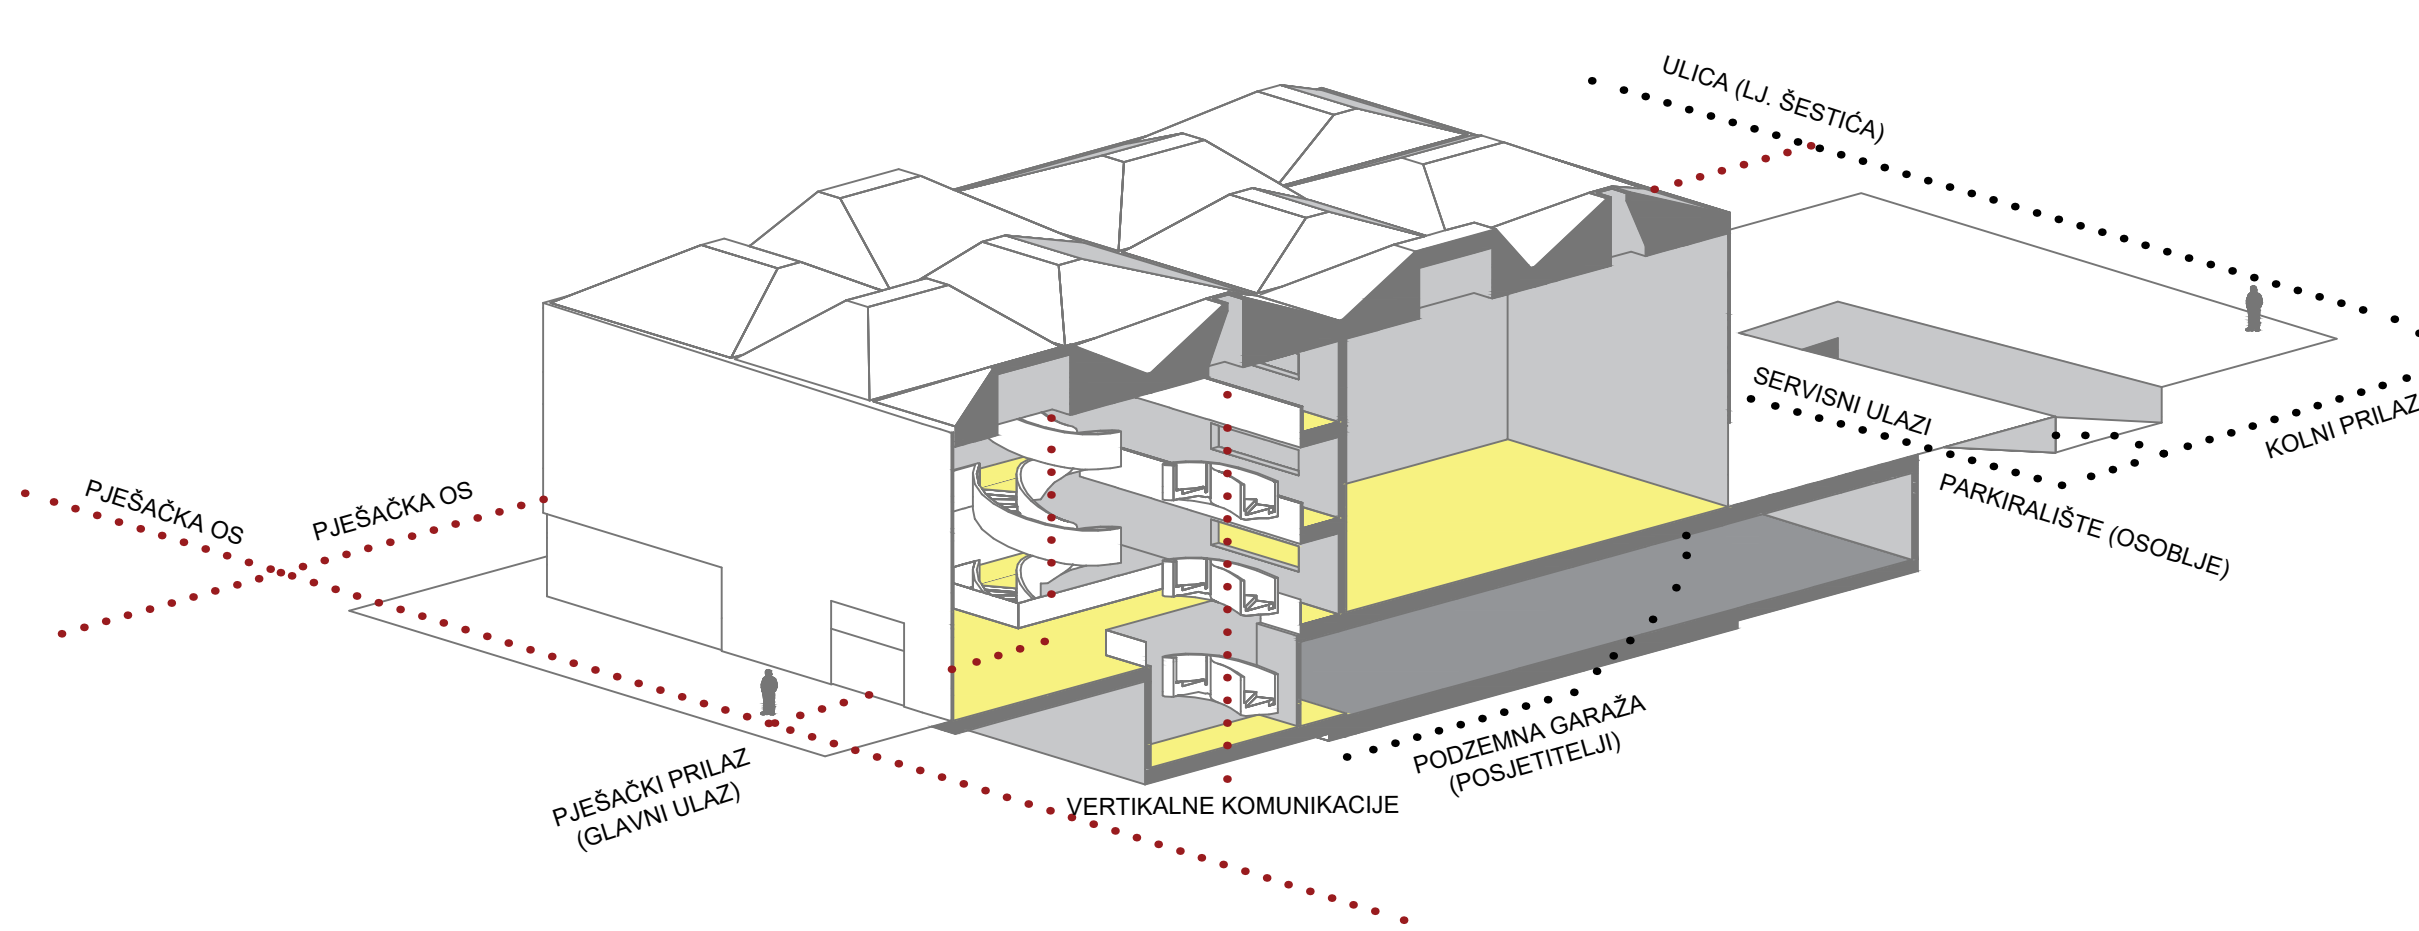 ULICA (LJ. ŠESTIĆA)
SERVISNI ULAZI
KOLNI PRILAZ
PARKIRALIŠTE (OSOBLJE)
PJEŠAČKA OS
PJEŠAČKA OS
PODZEMNA GARAŽA
(POSJETITELJI)
PJEŠAČKI PRILAZ
(GLAVNI ULAZ)
VERTIKALNE KOMUNIKACIJE